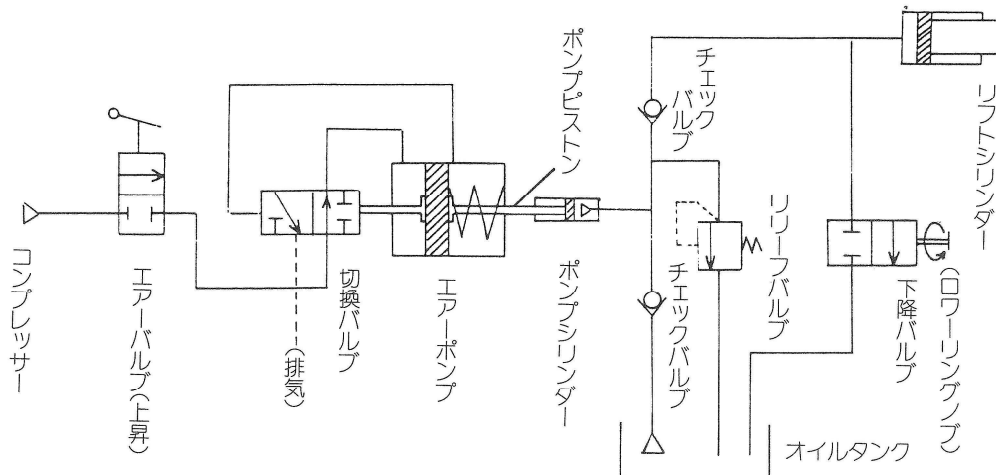 コンプレッサー
エアーバルブ(上昇)
(排気)
切換バルブ
エアーポンプ
ポンプピストン
ポンプシリンダー
チェック
バルブ
チェックバルブ
リリーフバルブ
下降バルブ
(ロワーリングノブ)
リフトシリンダー
オイルタンク